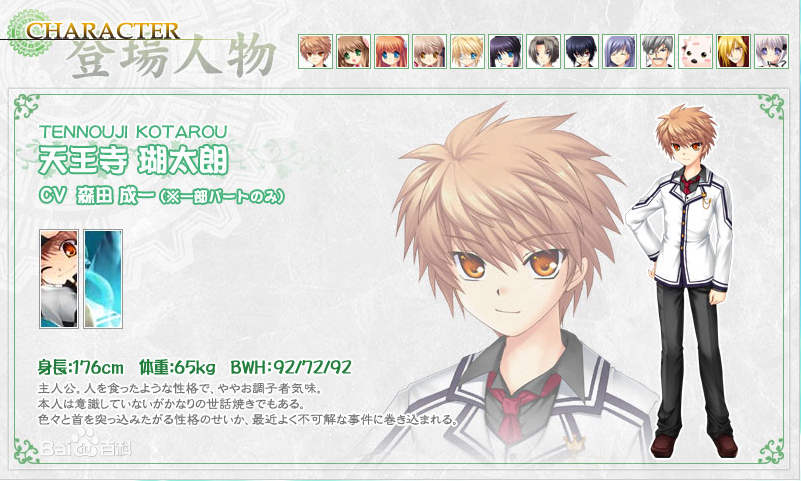 CHARACTER
登場人物
TENNOUJI KOTAROU
天王寺 瑚太朗
CV 森田 成一(※一部パートのみ)
身長:176cm 体重:65kg BWH:92/72/92
主人公。人を食ったような性格で、ややお調子者気味。
本人は意識していないがかなりの世話焼きでもある。
色々と首を突っ込みたがる性格のせいか、最近よく不可解な事件に巻き込まれる。
Bai du 百科